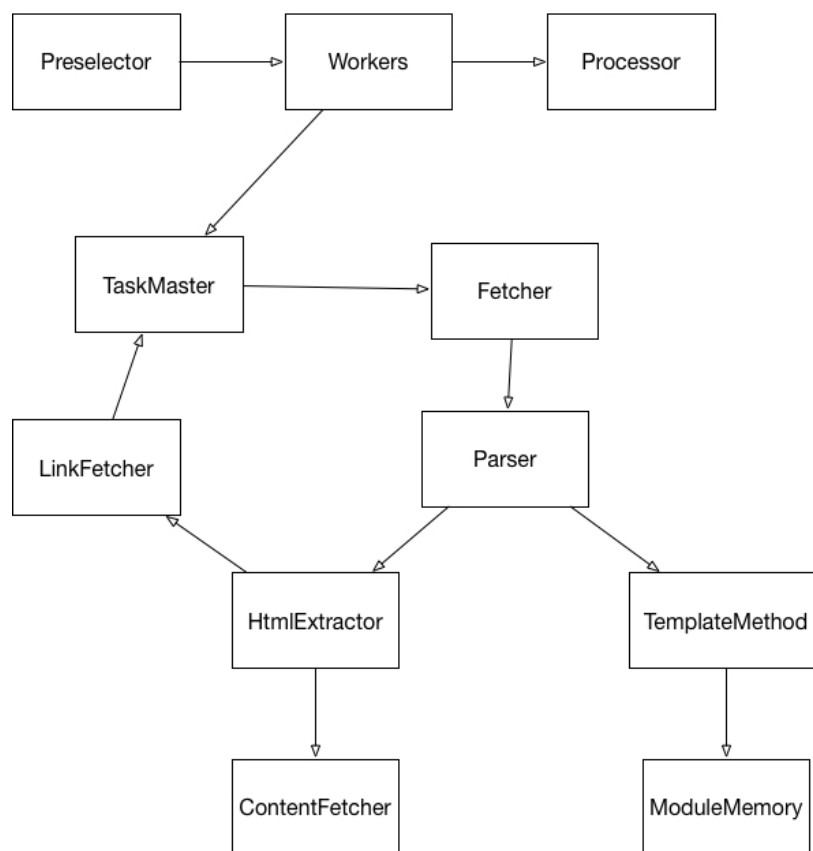 Preselector
Workers
Processor
TaskMaster
Fetcher
LinkFetcher
Parser
HtmlExtractor
TemplateMethod
ContentFetcher
ModuleMemory